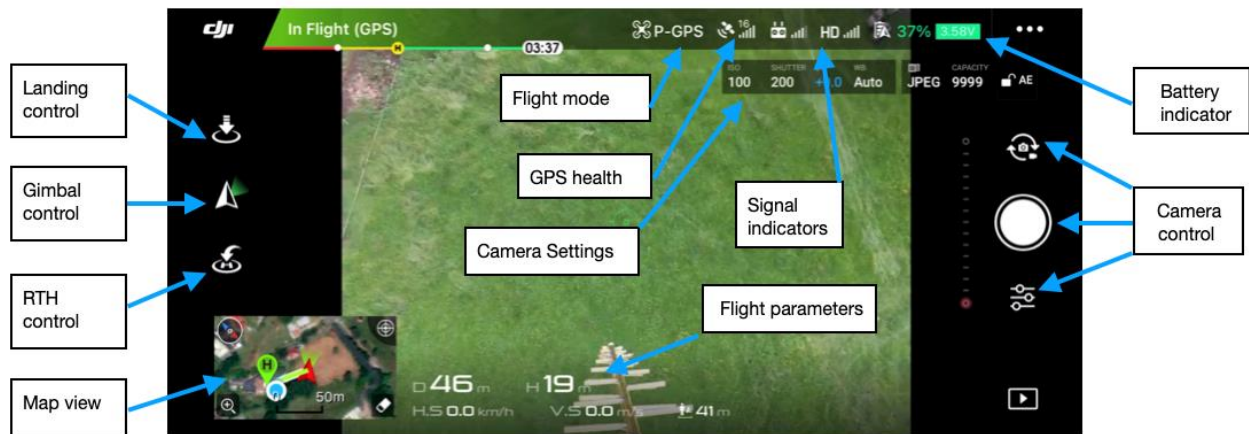 dji
In Flight (GPS)
P-GPS
16
HD
37%
3.58V
03:37
ISO
100
SHUTTER
200
+0.0
WB
Auto
JPEG
CAPACITY
9999
AE
Landing
control
Gimbal
control
RTH
control
Map view
Flight mode
GPS health
Camera Settings
Signal
indicators
Flight parameters
Battery
indicator
Camera
control
H
H
H
50m
D 46 m
H 19 m
H.S 0.0 km/h
V.S 0.0 m/s
41 m